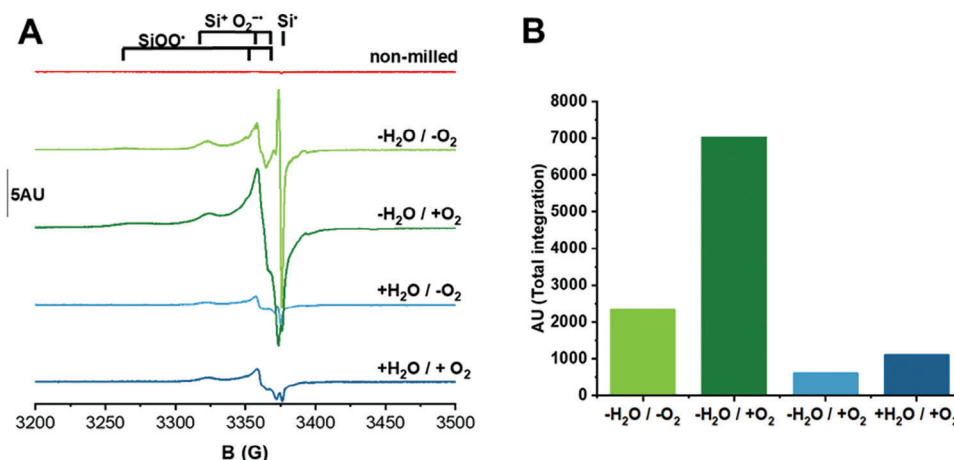 A
Si⁺ O₂⁻• Si•
SiOO•
non-milled
-H₂O / -O₂
5AU
-H₂O / +O₂
+H₂O / -O₂
+H₂O / + O₂
3200 3250 3300 3350 3400 3450 3500
B (G)
B
AU (Total integration)
8000
7000
6000
5000
4000
3000
2000
1000
0
-H₂O / -O₂ -H₂O / +O₂ -H₂O / +O₂ +H₂O / +O₂